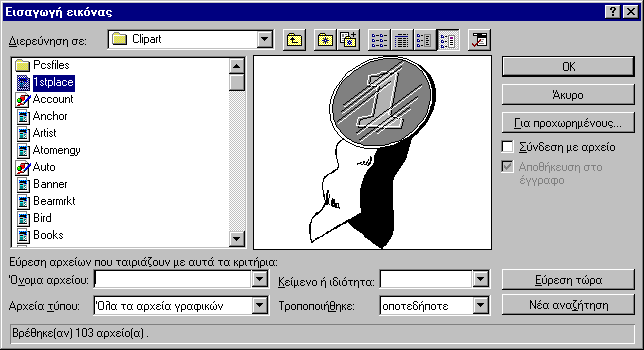 Εισαγωγή εικόνας
Διερεύνηση σε: Clipart
Pcsfiles
1stplace
Account
Anchor
Artist
Atomengy
Auto
Banner
Bearmrkt
Bird
Books
1
OK
Άκυρο
Για προχωρημένους...
Σύνδεση με αρχείο
Αποθήκευση στο
έγγραφο
Εύρεση αρχείων που ταιριάζουν με αυτά τα κριτήρια:
Όνομα αρχείου:
Κείμενο ή ιδιότητα:
Εύρεση τώρα
Αρχεία τύπου: Όλα τα αρχεία γραφικών
Τροποποιήθηκε: οποτεδήποτε
Νέα αναζήτηση
Βρέθηκε(αν) 103 αρχείο(α) .